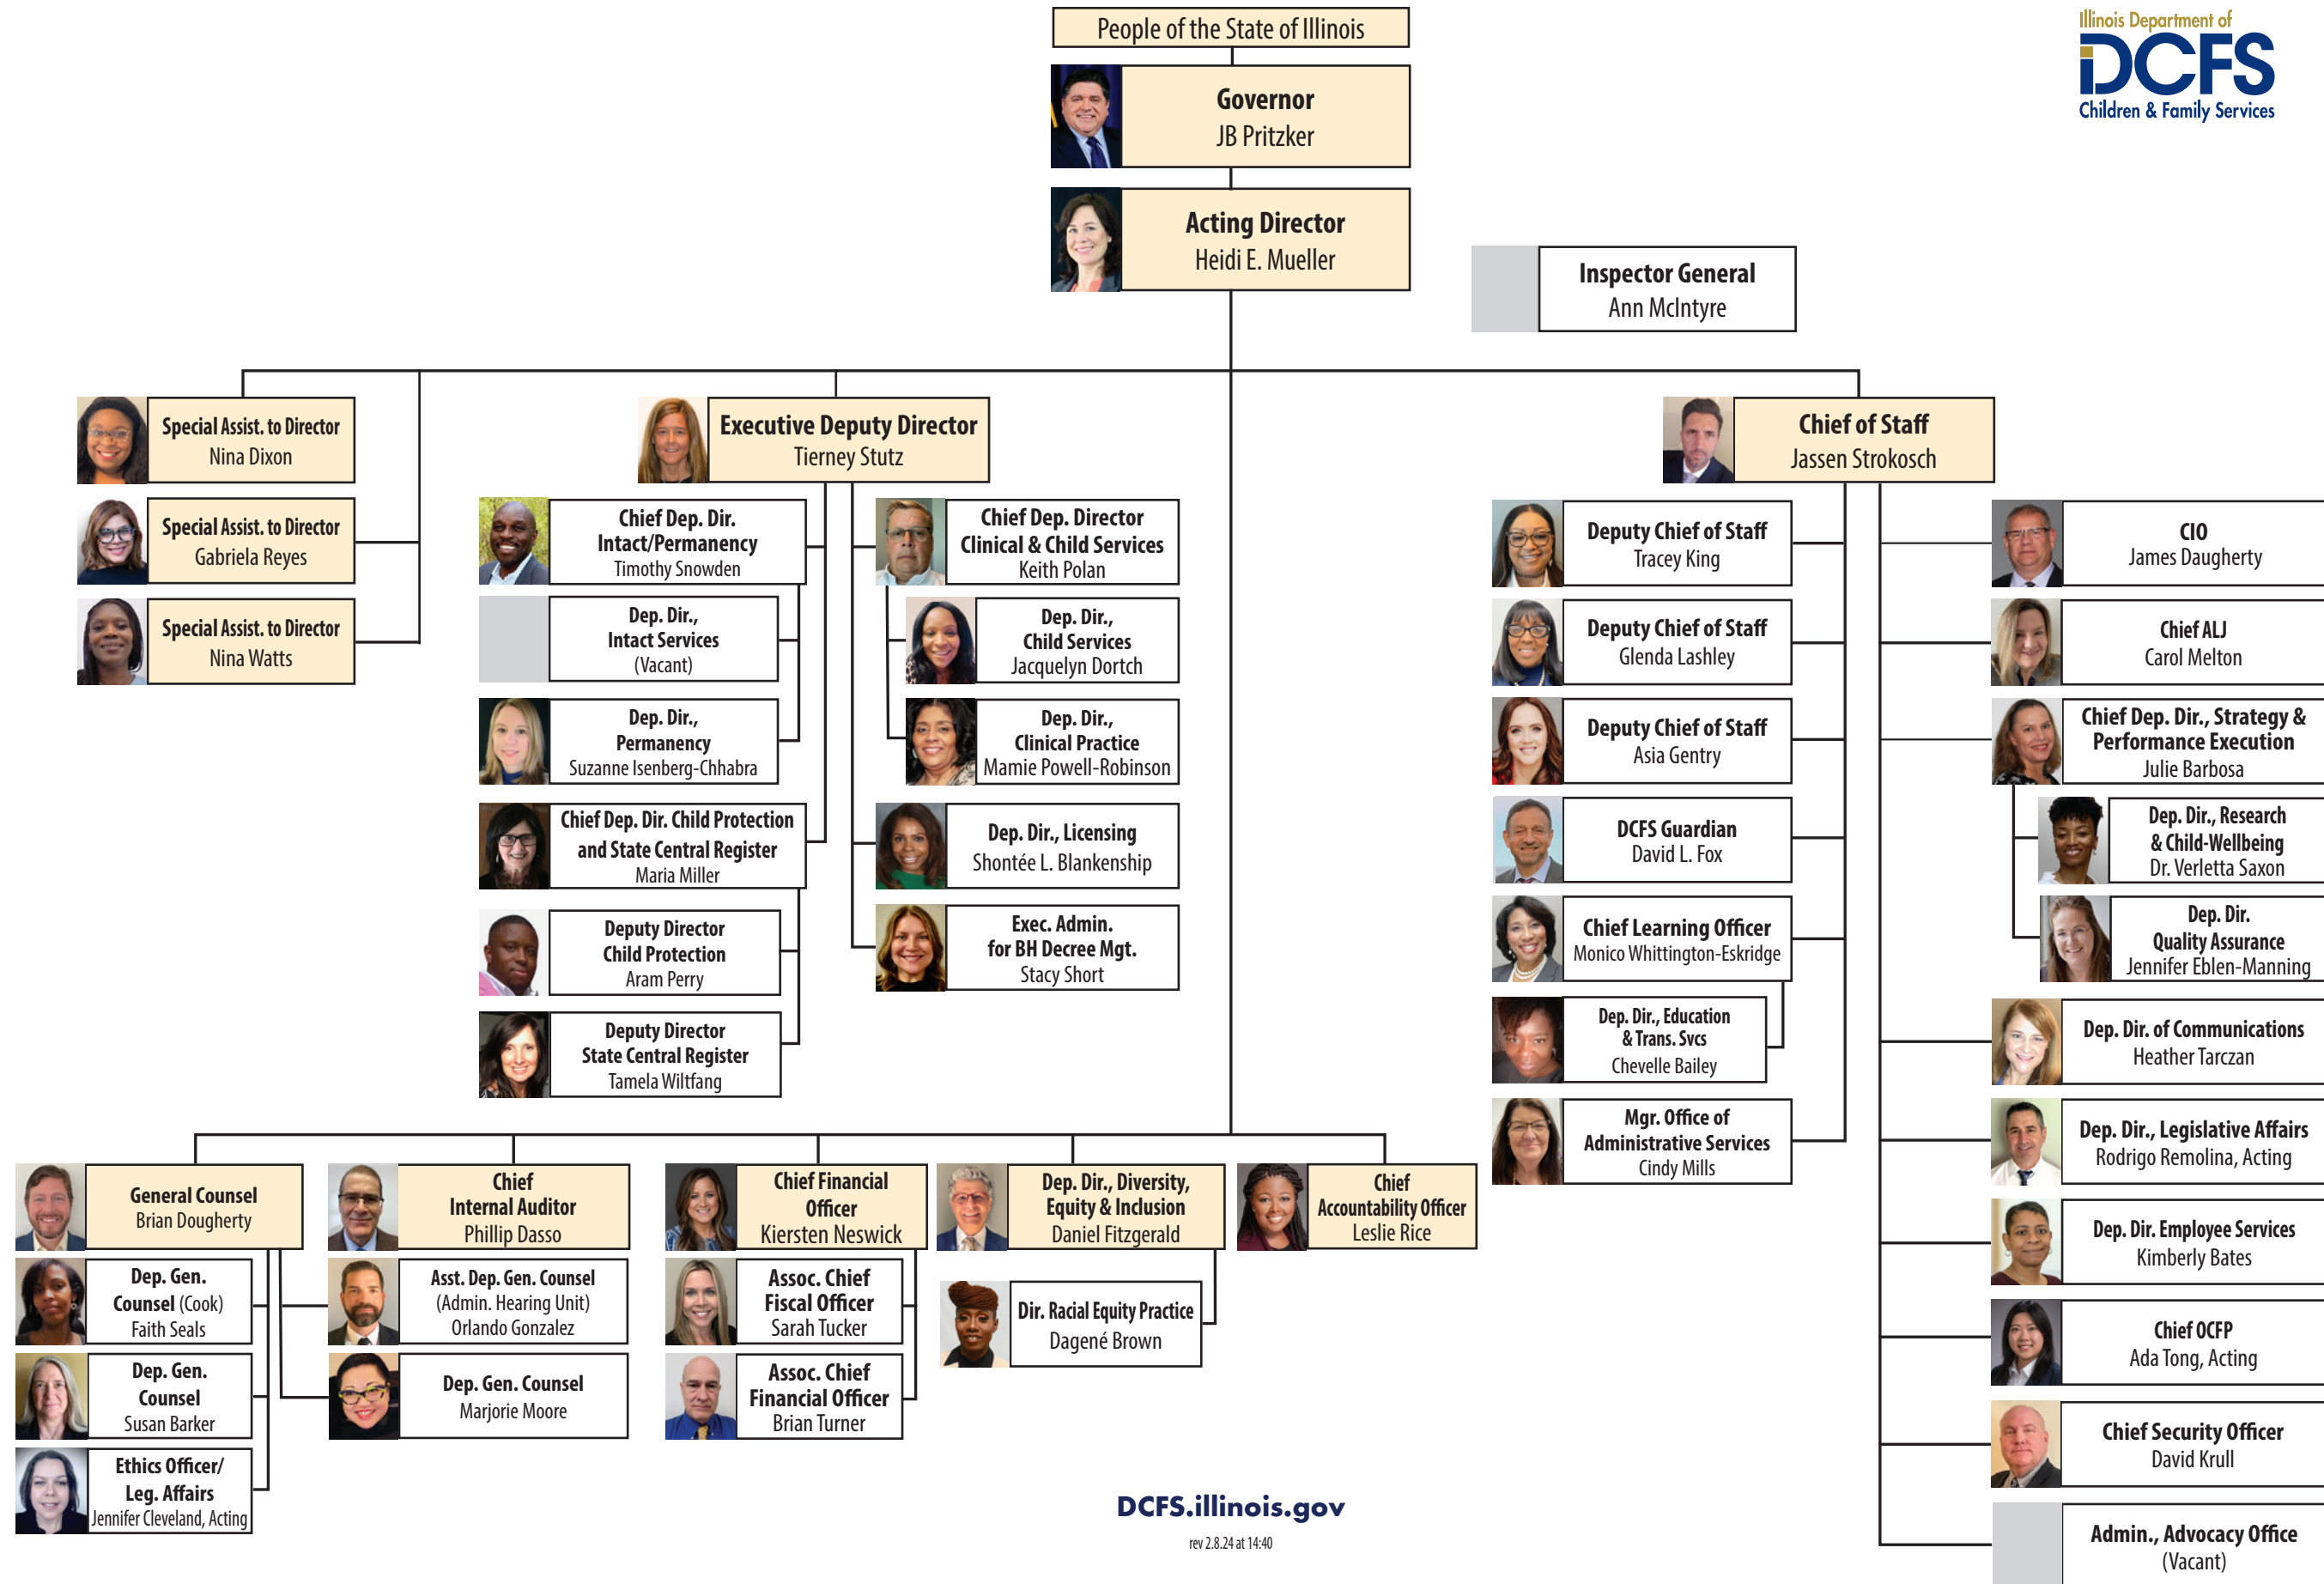 People of the State of Illinois
Illinois Department of
DCFS
Children & Family Services
Governor
JB Pritzker
Acting Director
Heidi E. Mueller
Inspector General
Ann McIntyre
Special Assist. to Director
Nina Dixon
Special Assist. to Director
Gabriela Reyes
Special Assist. to Director
Nina Watts
Executive Deputy Director
Tierney Stutz
Chief Dep. Dir.
Intact/Permanency
Timothy Snowden
Dep. Dir.,
Intact Services
(Vacant)
Dep. Dir.,
Permanency
Suzanne Isenberg-Chhabra
Chief Dep. Dir. Child Protection
and State Central Register
Maria Miller
Deputy Director
Child Protection
Aram Perry
Deputy Director
State Central Register
Tamela Wiltfang
Chief Dep. Director
Clinical & Child Services
Keith Polan
Dep. Dir.,
Child Services
Jacquelyn Dortch
Dep. Dir.,
Clinical Practice
Mamie Powell-Robinson
Dep. Dir., Licensing
Shontée L. Blankenship
Exec. Admin.
for BH Decree Mgt.
Stacy Short
Chief of Staff
Jassen Strokosch
Deputy Chief of Staff
Tracey King
Deputy Chief of Staff
Glenda Lashley
Deputy Chief of Staff
Asia Gentry
DCFS Guardian
David L. Fox
Chief Learning Officer
Monico Whittington-Eskridge
Dep. Dir., Education
& Trans. Svcs
Chevelle Bailey
Mgr. Office of
Administrative Services
Cindy Mills
CIO
James Daugherty
Chief ALJ
Carol Melton
Chief Dep. Dir., Strategy &
Performance Execution
Julie Barbosa
Dep. Dir., Research
& Child-Wellbeing
Dr. Verletta Saxon
Dep. Dir.
Quality Assurance
Jennifer Eblen-Manning
Dep. Dir. of Communications
Heather Tarczan
Dep. Dir., Legislative Affairs
Rodrigo Remolina, Acting
Dep. Dir. Employee Services
Kimberly Bates
Chief OCFP
Ada Tong, Acting
Chief Security Officer
David Krull
Admin., Advocacy Office
(Vacant)
General Counsel
Brian Dougherty
Dep. Gen.
Counsel (Cook)
Faith Seals
Dep. Gen.
Counsel
Susan Barker
Ethics Officer/
Leg. Affairs
Jennifer Cleveland, Acting
Chief
Internal Auditor
Phillip Dasso
Asst. Dep. Gen. Counsel
(Admin. Hearing Unit)
Orlando Gonzalez
Dep. Gen. Counsel
Marjorie Moore
Chief Financial
Officer
Kiersten Neswick
Assoc. Chief
Fiscal Officer
Sarah Tucker
Assoc. Chief
Financial Officer
Brian Turner
Dep. Dir., Diversity,
Equity & Inclusion
Daniel Fitzgerald
Dir. Racial Equity Practice
Dagené Brown
Chief
Accountability Officer
Leslie Rice
DCFS.illinois.gov
rev 2.8.24 at 14:40